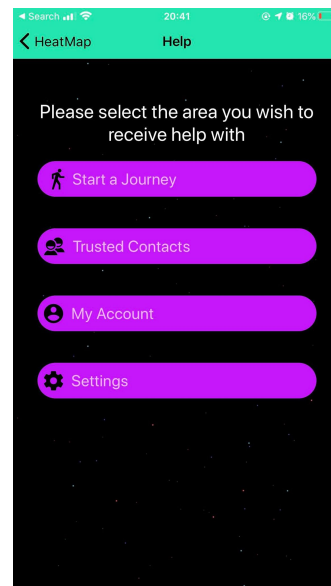 Search 20:41 16%
HeatMap Help
Please select the area you wish to
receive help with
Start a Journey
Trusted Contacts
My Account
Settings